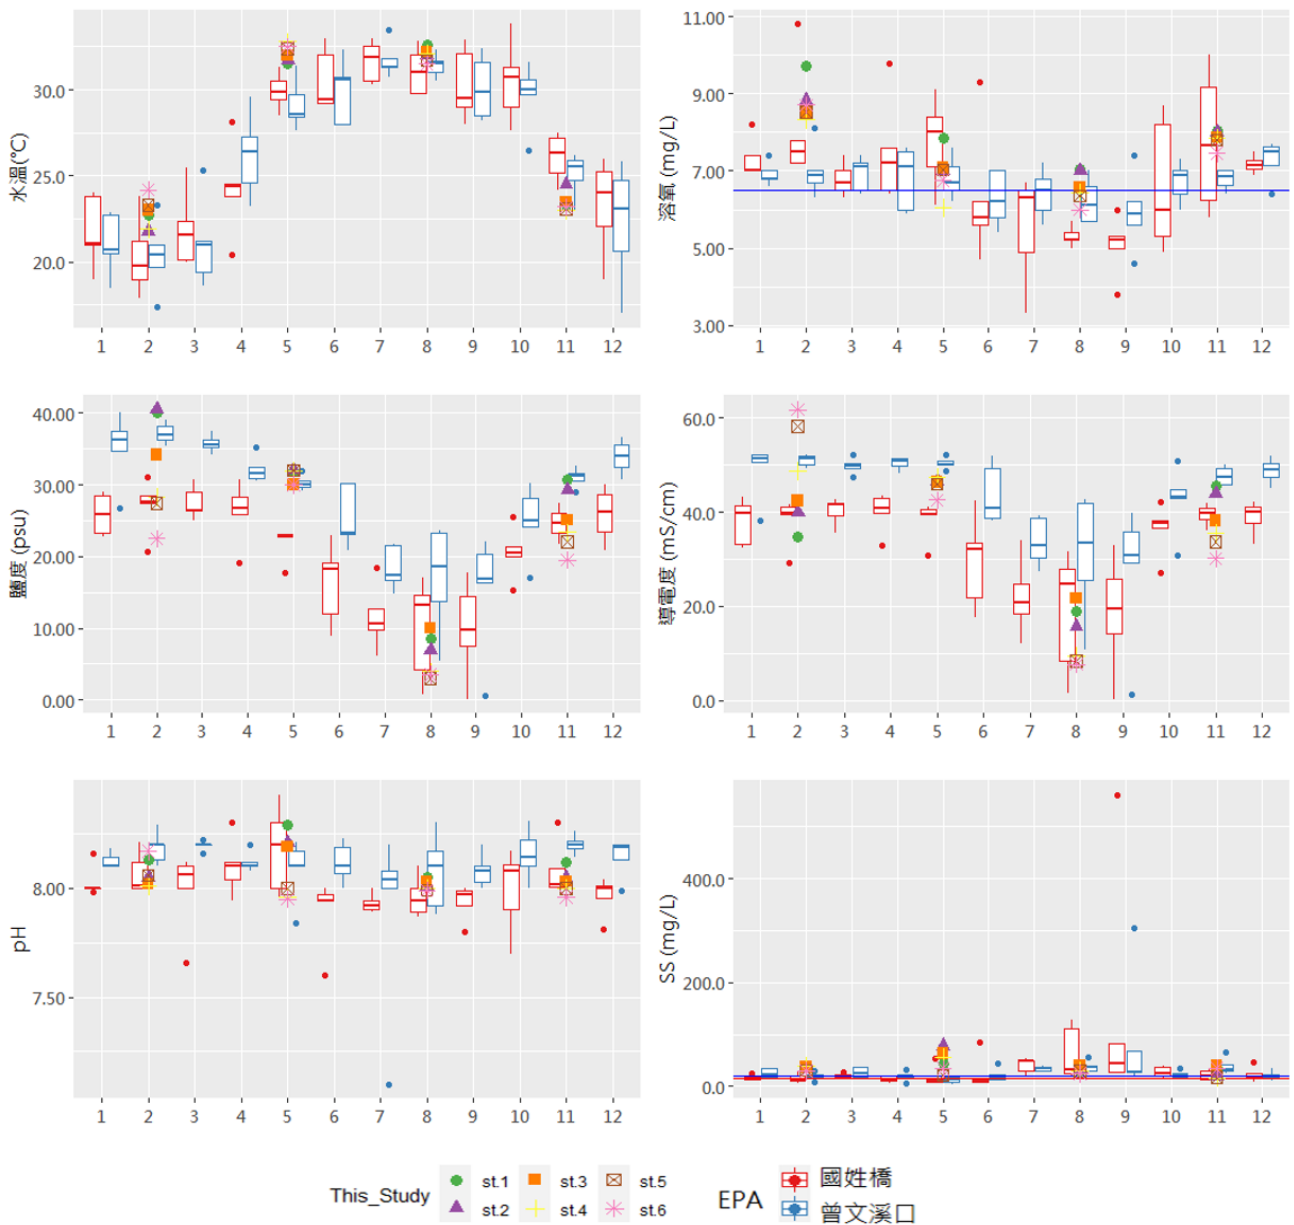 水溫(°C)
30.0
25.0
20.0
1 2 3 4 5 6 7 8 9 10 11 12
溶氧 (mg/L)
11.00
9.00
7.00
5.00
3.00
1 2 3 4 5 6 7 8 9 10 11 12
鹽度 (psu)
40.00
30.00
20.00
10.00
0.00
1 2 3 4 5 6 7 8 9 10 11 12
導電度 (mS/cm)
60.0
40.0
20.0
0.0
1 2 3 4 5 6 7 8 9 10 11 12
pH
8.00
7.50
1 2 3 4 5 6 7 8 9 10 11 12
SS (mg/L)
400.0
200.0
0.0
1 2 3 4 5 6 7 8 9 10 11 12
This_Study
st.1
st.2
st.3
st.4
st.5
st.6
EPA
國姓橋
曾文溪口